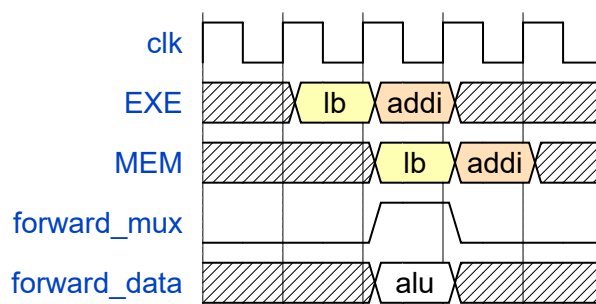 clk
EXE lb addi
MEM lb addi
forward_mux
forward_data alu